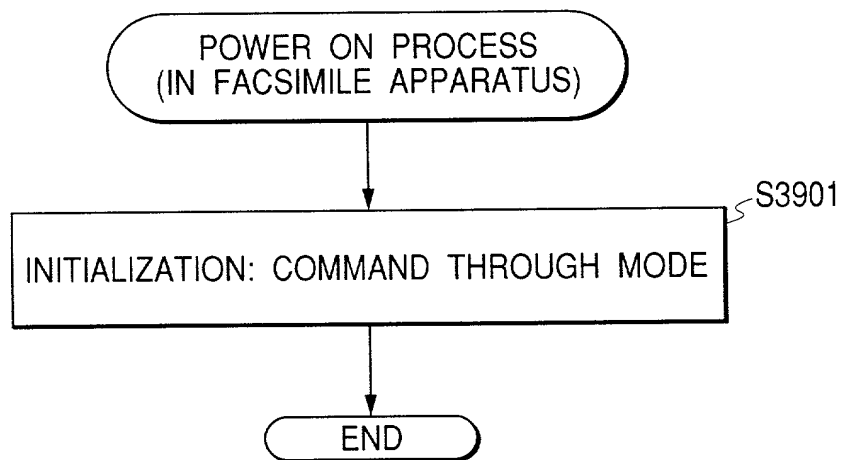 POWER ON PROCESS
(IN FACSIMILE APPARATUS)
S3901
INITIALIZATION: COMMAND THROUGH MODE
END